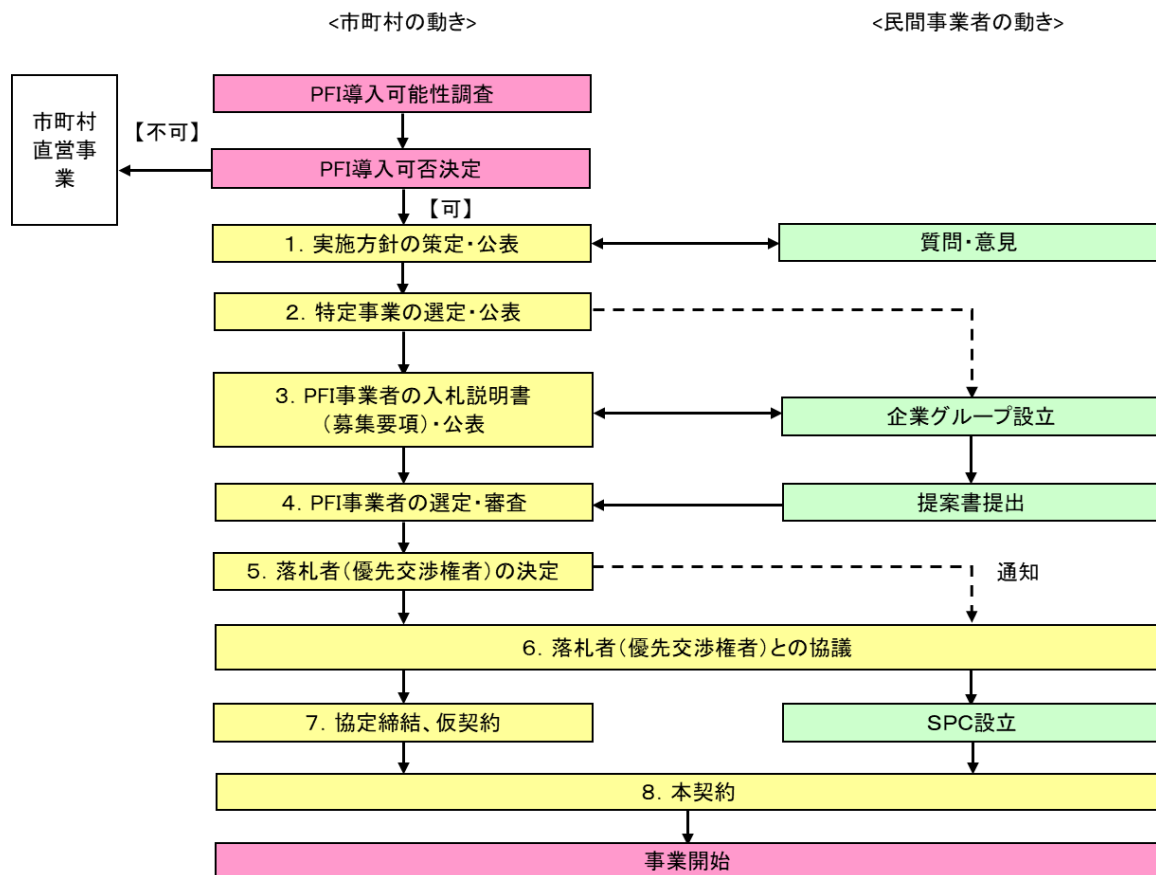 <市町村の動き>
<民間事業者の動き>
PFI導入可能性調査
市町村
直営事
業
【不可】
PFI導入可否決定
【可】
1．実施方針の策定・公表
質問・意見
2．特定事業の選定・公表
3．PFI事業者の入札説明書
（募集要項）・公表
企業グループ設立
4．PFI事業者の選定・審査
提案書提出
5．落札者（優先交渉権者）の決定
通知
6．落札者（優先交渉権者）との協議
7．協定締結、仮契約
SPC設立
8．本契約
事業開始